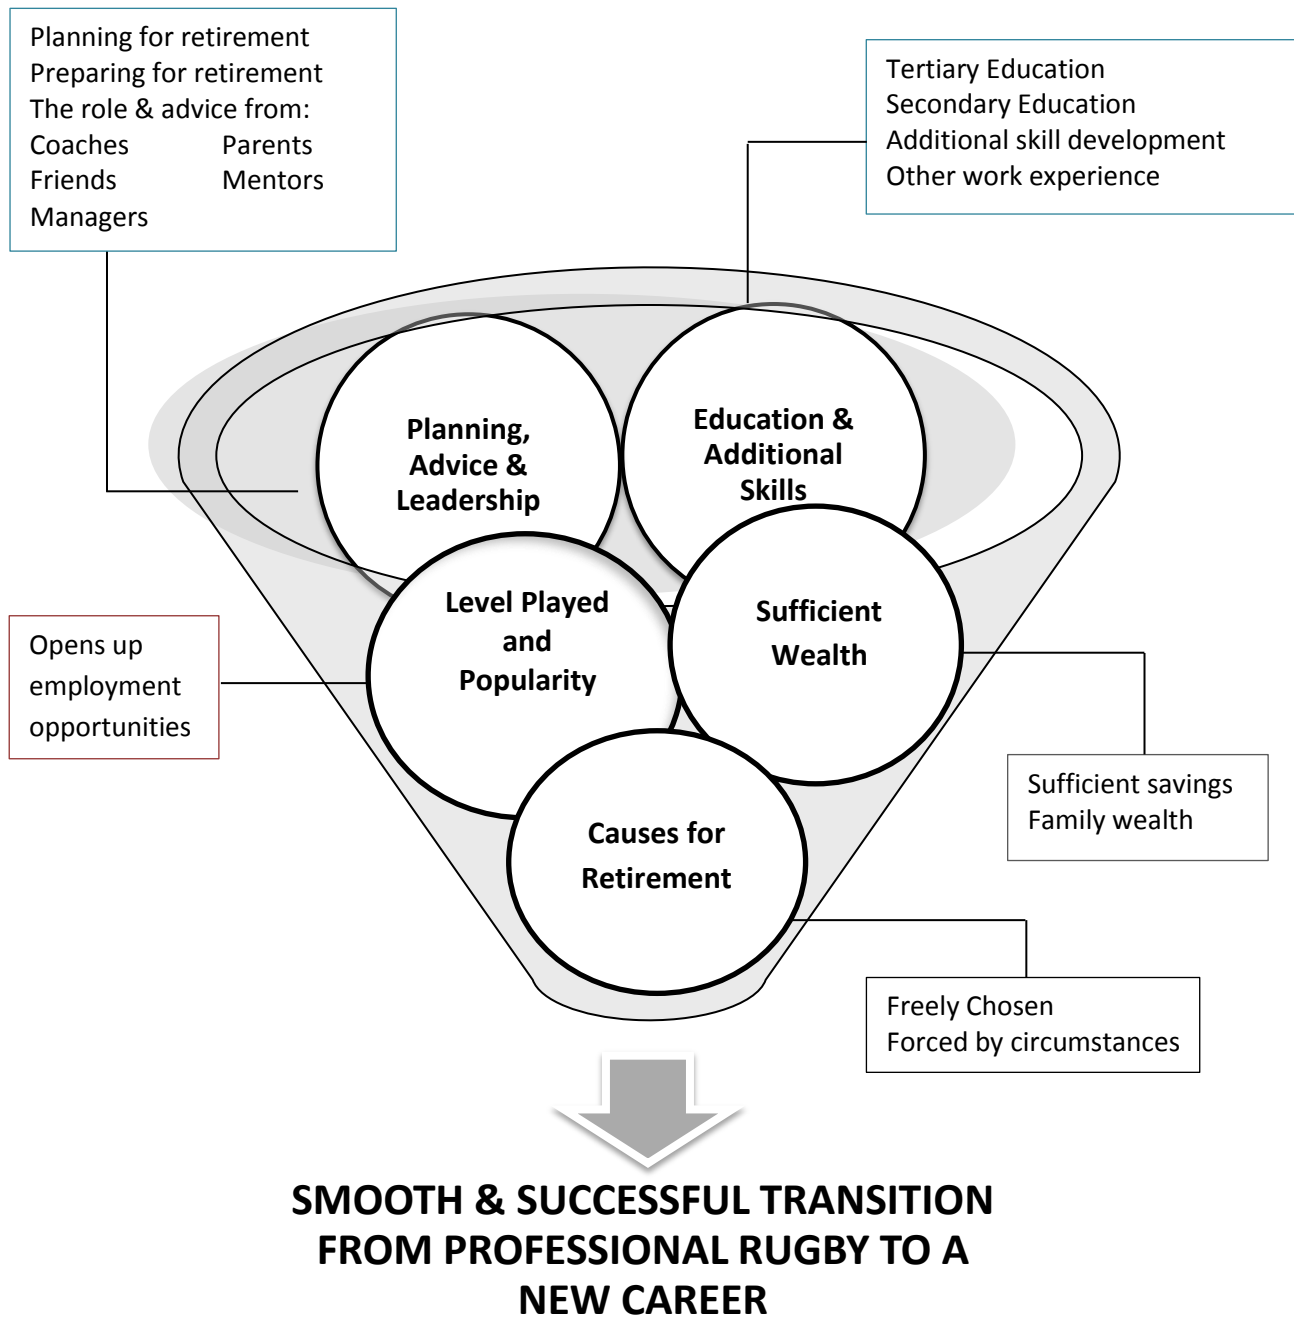 Planning for retirement
Preparing for retirement
The role & advice from:
Coaches Parents
Friends Mentors
Managers
Tertiary Education
Secondary Education
Additional skill development
Other work experience
Planning,
Advice &
Leadership
Education &
Additional
Skills
Level Played
and
Popularity
Sufficient
Wealth
Opens up
employment
opportunities
Sufficient savings
Family wealth
Causes for
Retirement
Freely Chosen
Forced by circumstances
SMOOTH & SUCCESSFUL TRANSITION
FROM PROFESSIONAL RUGBY TO A
NEW CAREER